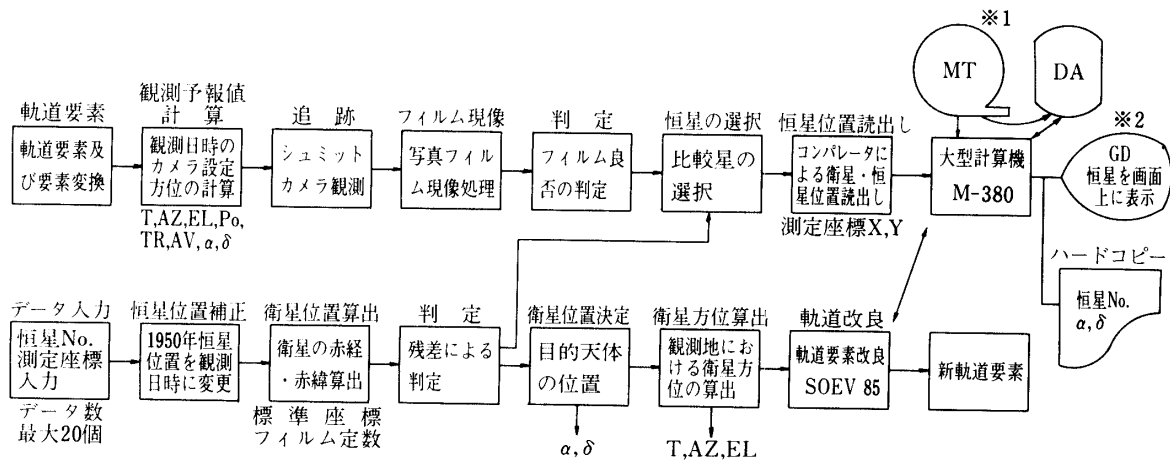 ※1
MT
DA
軌道要素
軌道要素及
び要素変換
観測予報値
計算
観測日時の
カメラ設定
方位の計算
T,AZ,EL,Po,
TR,AV,α,δ
追跡
シュミット
カメラ観測
フィルム現像
写真フィル
ム現像処理
判定
フィルム良
否の判定
恒星の選択
比較星の
選択
恒星位置読出し
コンパレータに
よる衛星・恒
星位置読出し
測定座標X,Y
大型計算機
M-380
※2
GD
恒星を画面
上に表示
ハードコピー
恒星No.
α,δ
データ入力
恒星No.
測定座標
入力
データ数
最大20個
恒星位置補正
1950年恒星
位置を観測
日時に変更
衛星位置算出
衛星の赤経
・赤緯算出
標準座標
フィルム定数
判定
残差による
判定
衛星位置決定
目的天体
の位置
α,δ
衛星方位算出
観測地にお
ける衛星方
位の算出
T,AZ,EL
軌道改良
軌道要素改良
SOEV 85
新軌道要素